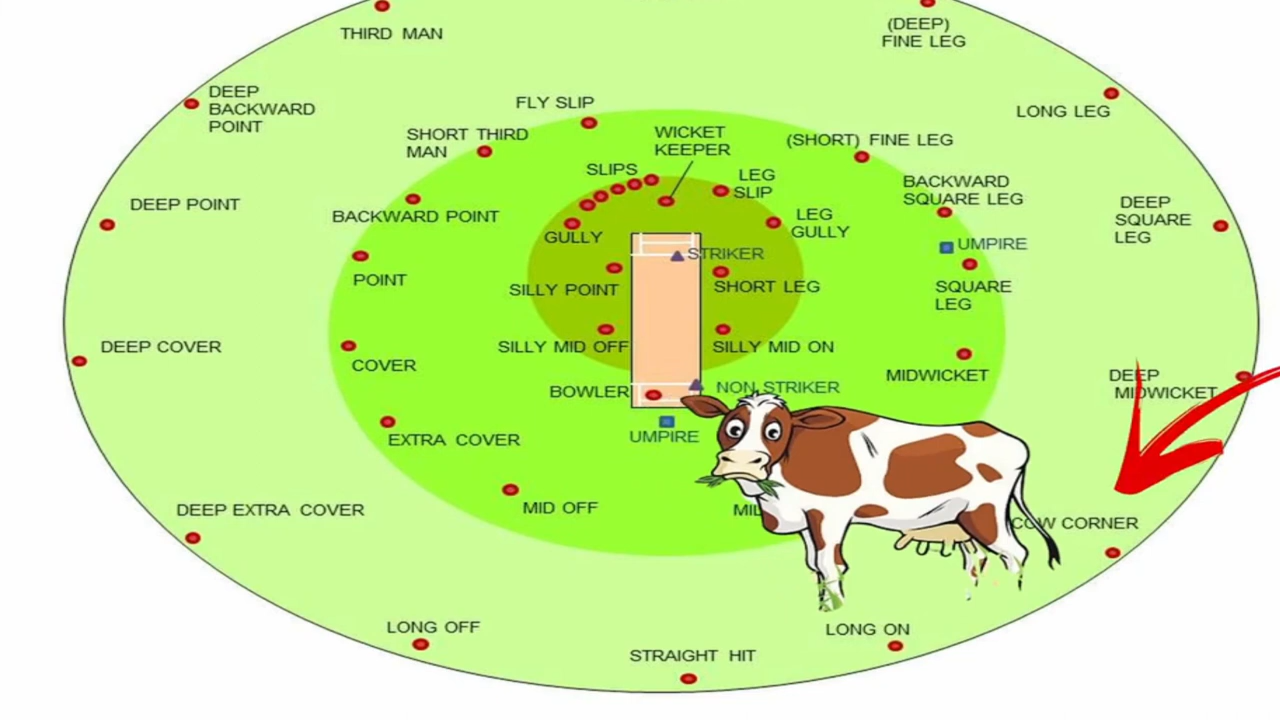 THIRD MAN
(DEEP)
FINE LEG
DEEP
BACKWARD
POINT
FLY SLIP
LONG LEG
SHORT THIRD
MAN
WICKET
KEEPER
(SHORT) FINE LEG
SLIPS
LEG
SLIP
BACKWARD
SQUARE LEG
DEEP POINT
BACKWARD POINT
DEEP
SQUARE
LEG
GULLY
LEG
GULLY
UMPIRE
STRIKER
POINT
SILLY POINT
SHORT LEG
SQUARE
LEG
DEEP COVER
COVER
SILLY MID OFF
SILLY MID ON
MIDWICKET
DEEP
MIDWICKET
BOWLER
NON STRIKER
EXTRA COVER
UMPIRE
DEEP EXTRA COVER
MID OFF
COW CORNER
LONG OFF
LONG ON
STRAIGHT HIT